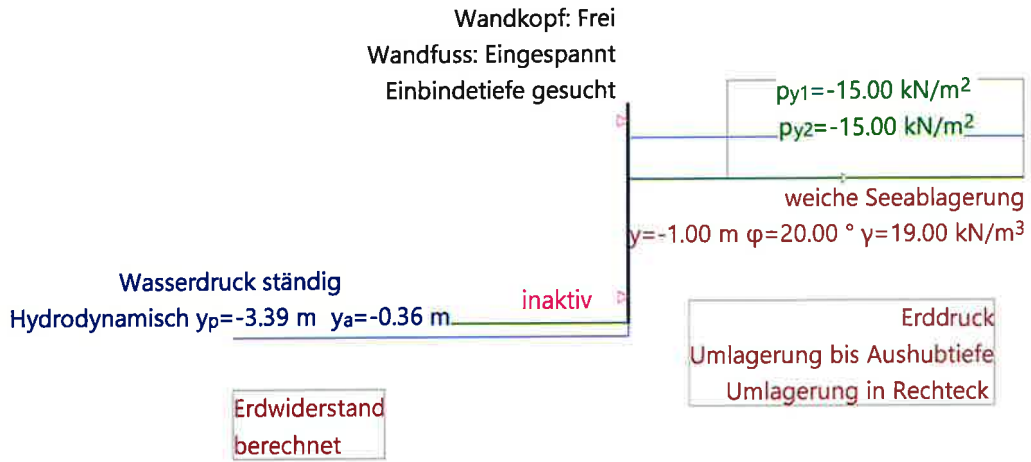 Wandkopf: Frei
Wandfuss: Eingespannt
Einbindetiefe gesucht
py1=-15.00 kN/m²
py2=-15.00 kN/m²
weiche Seeablagerung
y=-1.00 m φ=20.00 ° γ=19.00 kN/m³
Wasserdruck ständig
inaktiv
Hydrodynamisch yp=-3.39 m ya=-0.36 m
Erddruck
Umlagerung bis Aushubtiefe
Umlagerung in Rechteck
Erdwiderstand
berechnet